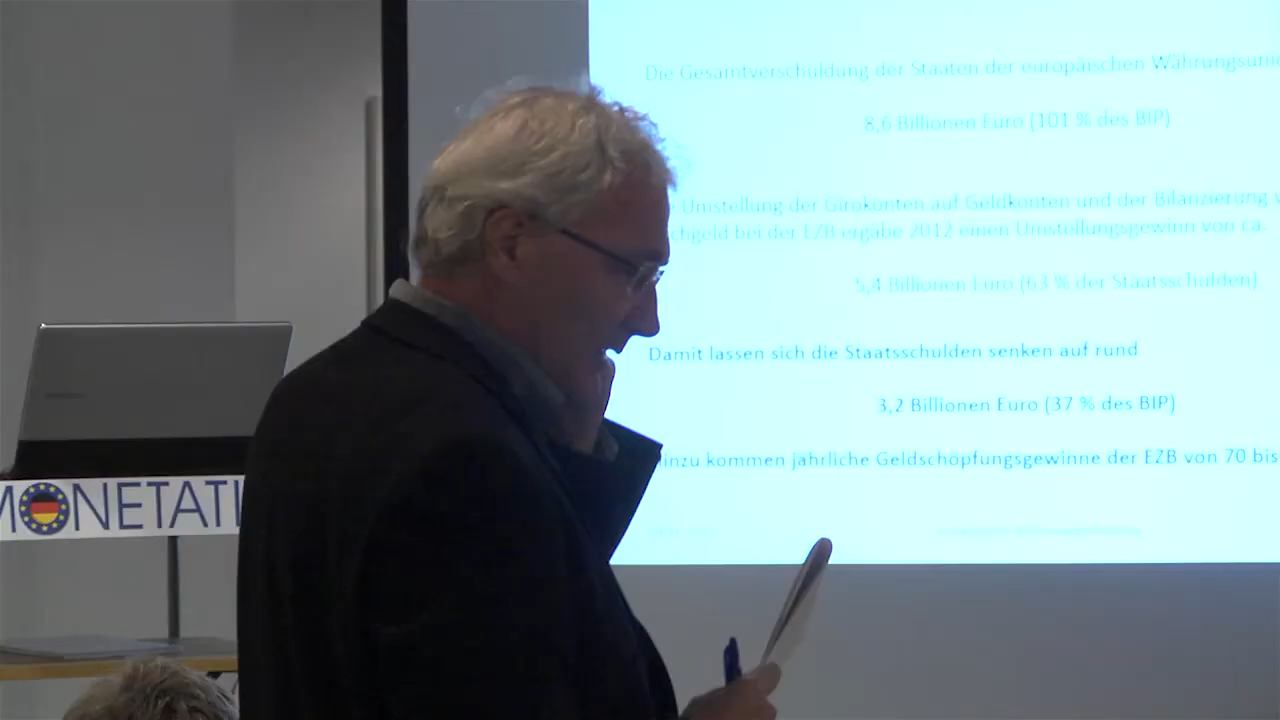 Die Gesamtverschuldung der Staaten der europäischen
8,6 Billionen Euro (101 % des BIP)
Umstellung der Girokonten auf Geldkonten und der Bilanzierung
bei der EZB ergäbe 2012 einen Umstellungsgewinn von ca.
5,4 Billionen Euro (63 % der Staatsschulden)
Damit lassen sich die Staatsschulden senken auf rund
3,2 Billionen Euro (37 % des BIP)
kommen jährliche Geldschöpfungsgewinne der EZB von 70 bis
MONETATI